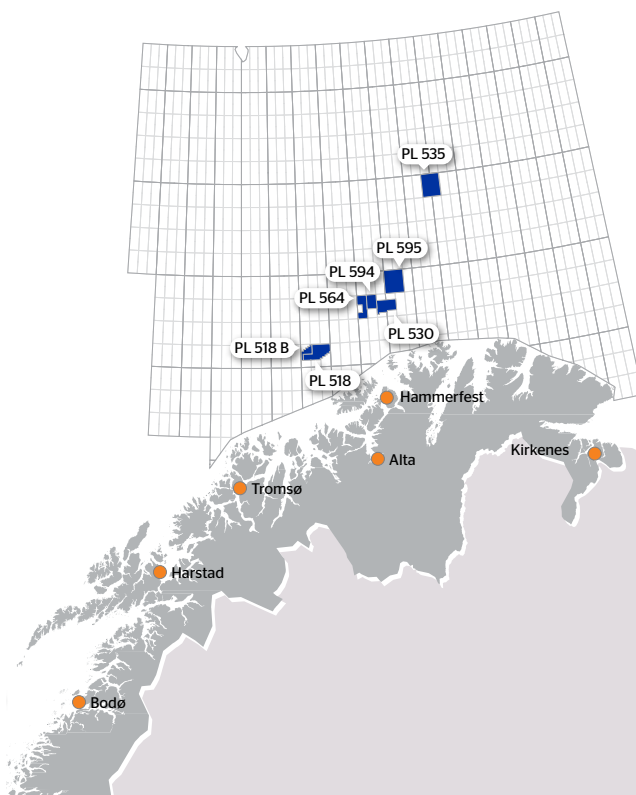 PL 535
PL 595
PL 594
PL 564
PL 530
PL 518 B
PL 518
Hammerfest
Kirkenes
Alta
Tromsø
Harstad
Bodø